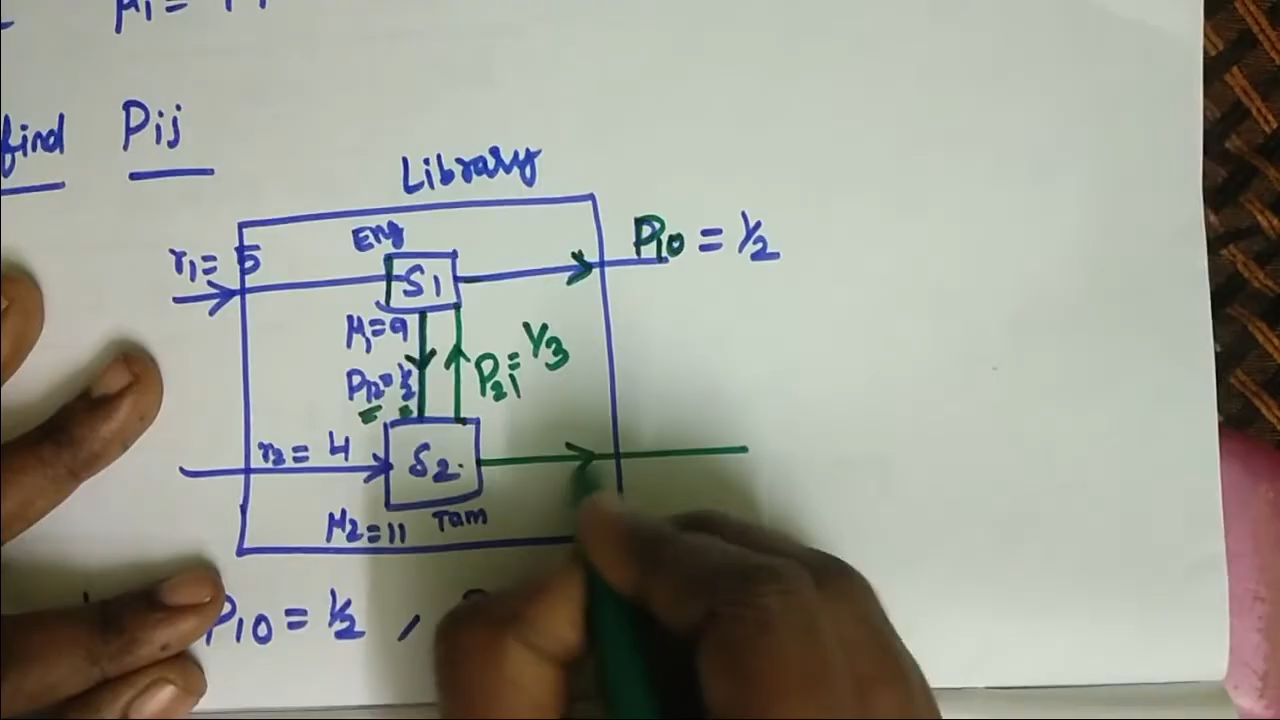 μ1 =
find Pij
Library
Eng
r1 = 5
S1
P10 = 1/2
μ1 = 9
P12 = 1/2
P21 = 1/3
r2 = 4
S2
μ2 = 11
Tam
P10 = 1/2 ,